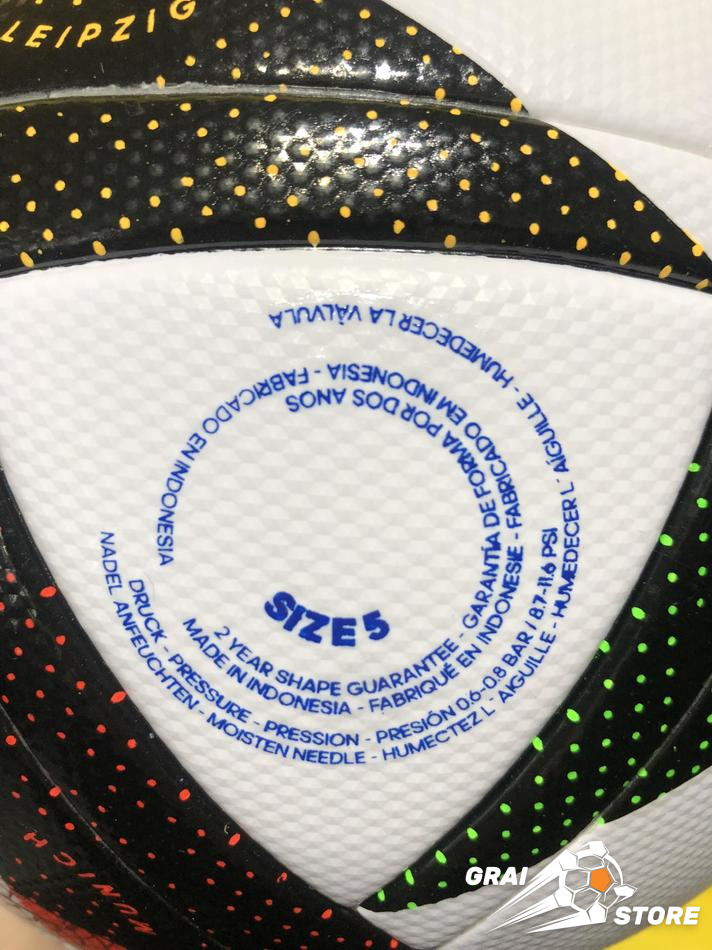 LEIPZIG
SIZE 5
2 YEAR SHAPE GUARANTEE - GARANTÍA DE FORMA POR DOS ANOS
MADE IN INDONESIA - FABRIQUÉ EN INDONESIE - FABRICADO EM INDONESIA - FABRICADO EN INDONESIA
DRUCK - PRESSURE - PRESSION - PRESIÓN 0.6-0.8 BAR / 8.7-11.6 PSI
NADEL ANFEUCHTEN - MOISTEN NEEDLE - HUMECTEZ L' AIGUILLE - HUMEDECER L' AIGUILLE - HUMEDECER LA VÁLVULA
MUNICH
GRAI STORE